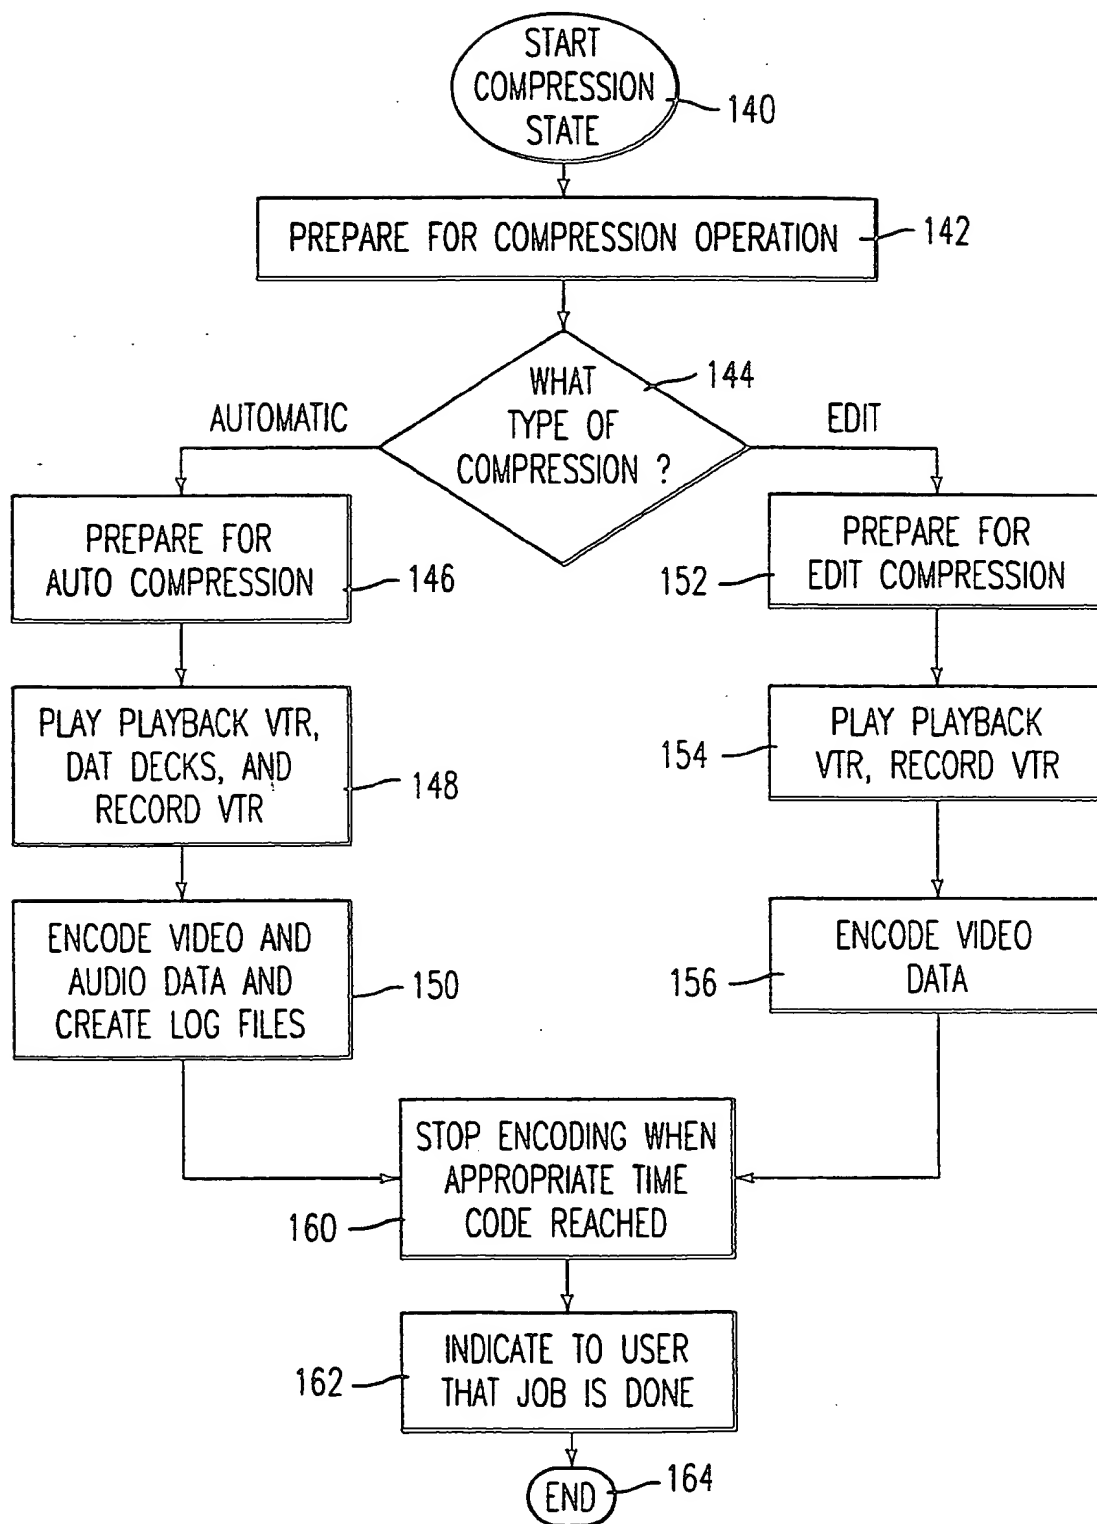 START
COMPRESSION
STATE
140
PREPARE FOR COMPRESSION OPERATION
142
WHAT
TYPE OF
COMPRESSION ?
144
AUTOMATIC
EDIT
PREPARE FOR
AUTO COMPRESSION
146
152
PREPARE FOR
EDIT COMPRESSION
PLAY PLAYBACK VTR,
DAT DECKS, AND
RECORD VTR
148
154
PLAY PLAYBACK
VTR, RECORD VTR
ENCODE VIDEO AND
AUDIO DATA AND
CREATE LOG FILES
150
156
ENCODE VIDEO
DATA
STOP ENCODING WHEN
APPROPRIATE TIME
CODE REACHED
160
INDICATE TO USER
THAT JOB IS DONE
162
END
164